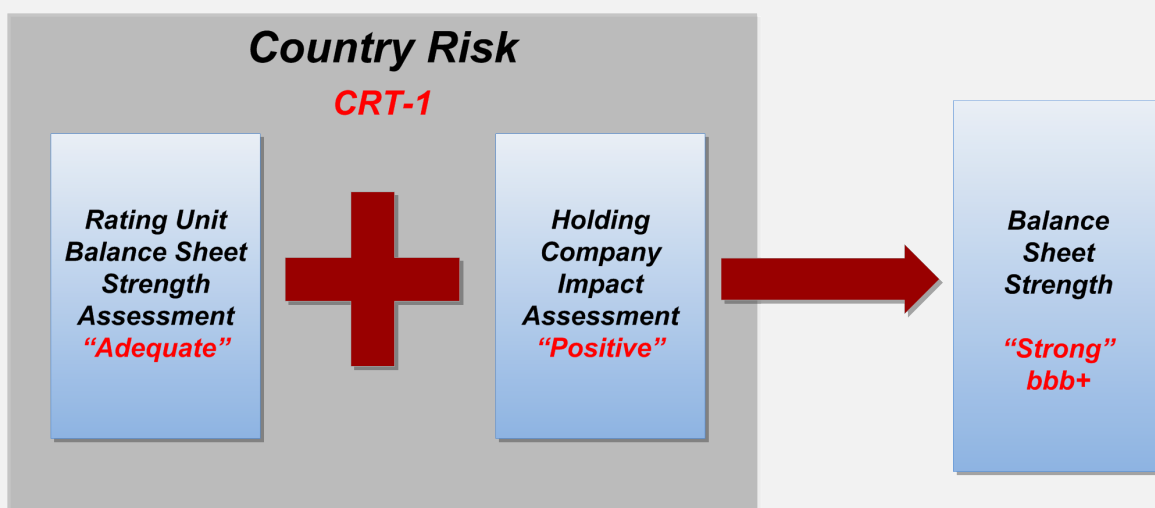 Country Risk
CRT-1
Rating Unit
Balance Sheet
Strength
Assessment
“Adequate”
Holding
Company
Impact
Assessment
“Positive”
Balance
Sheet
Strength
“Strong”
bbb+